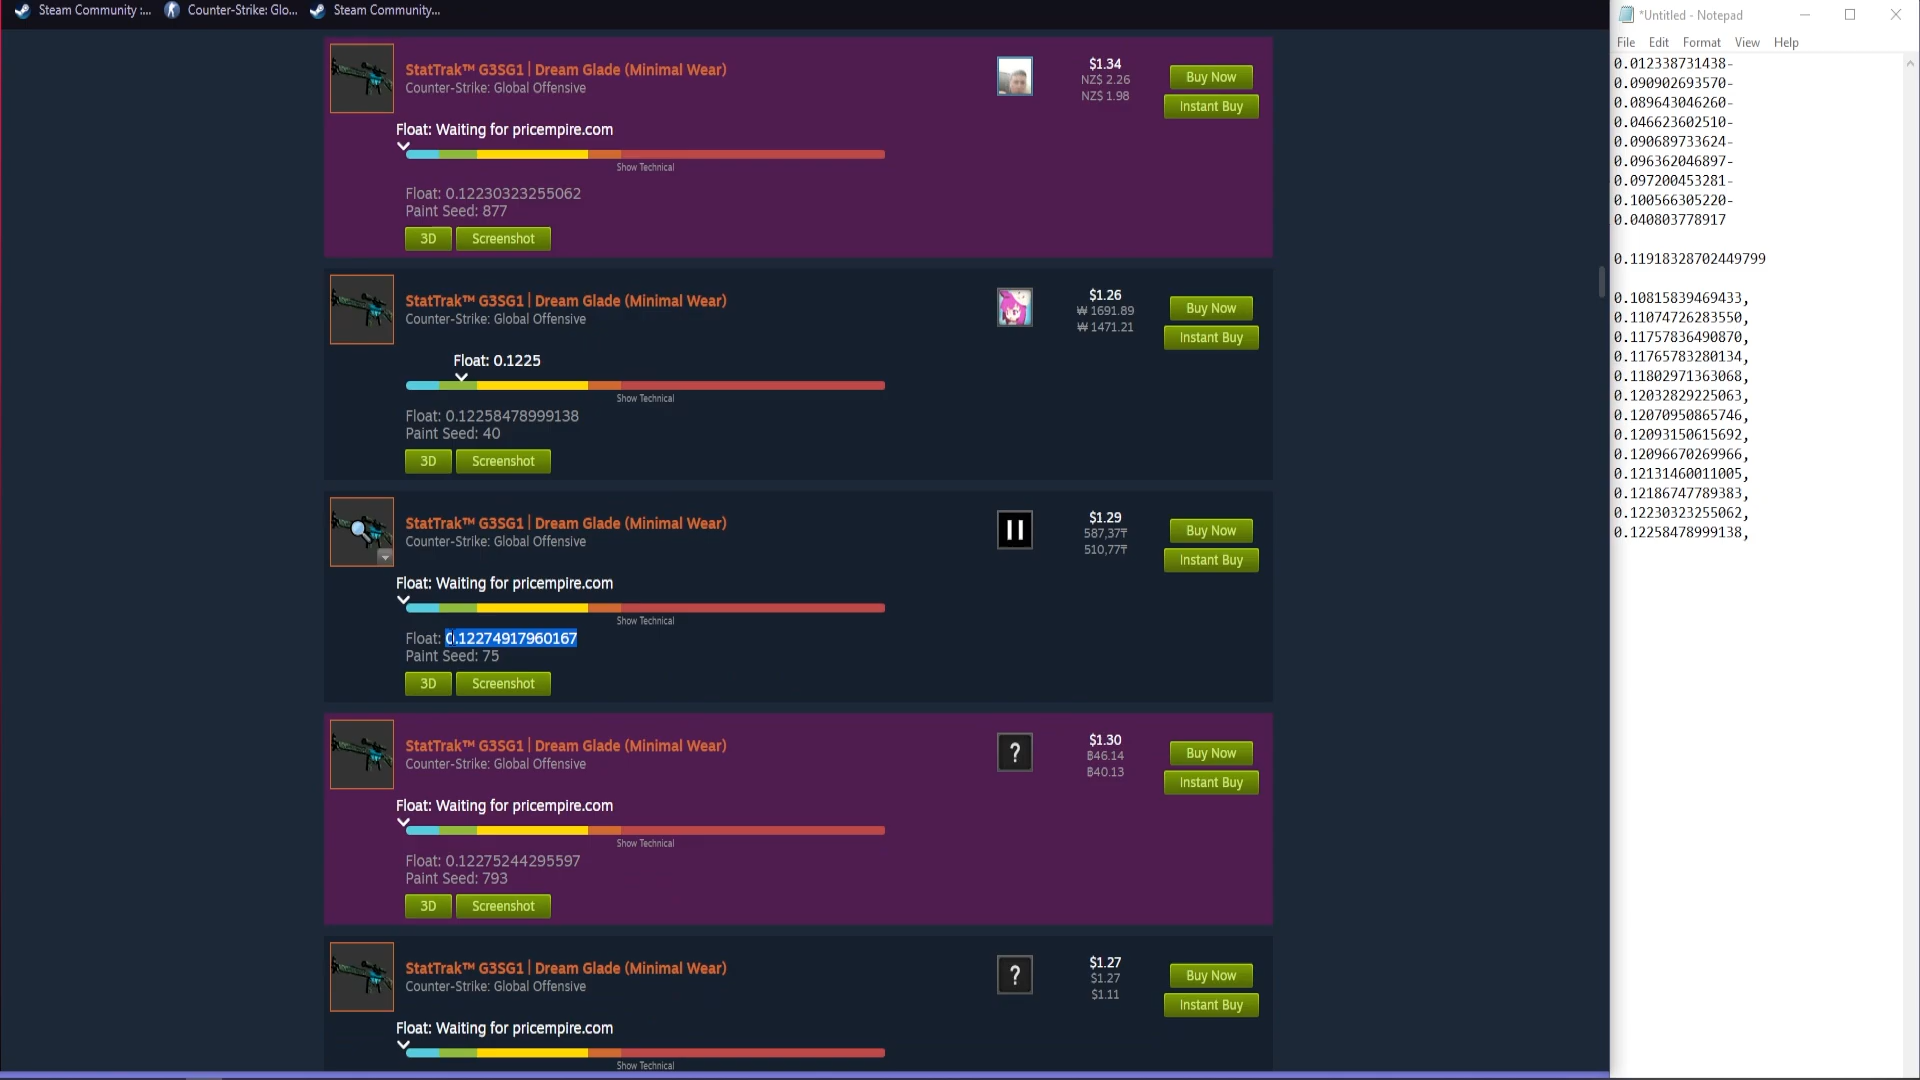 Steam Community :... Counter-Strike: Glo... Steam Community...
StatTrak™ G3SG1 | Dream Glade (Minimal Wear)
Counter-Strike: Global Offensive
$1.34
NZ$ 2.26
NZ$ 1.98
Buy Now
Instant Buy
Float: Waiting for pricempire.com
Show Technical
Float: 0.12230323255062
Paint Seed: 877
3D Screenshot
StatTrak™ G3SG1 | Dream Glade (Minimal Wear)
Counter-Strike: Global Offensive
$1.26
₩ 1691.89
₩ 1471.21
Buy Now
Instant Buy
Float: 0.1225
Show Technical
Float: 0.12258478999138
Paint Seed: 40
3D Screenshot
StatTrak™ G3SG1 | Dream Glade (Minimal Wear)
Counter-Strike: Global Offensive
$1.29
587,37₸
510,77₸
Buy Now
Instant Buy
Float: Waiting for pricempire.com
Show Technical
Float: 0.12274917960167
Paint Seed: 75
3D Screenshot
StatTrak™ G3SG1 | Dream Glade (Minimal Wear)
Counter-Strike: Global Offensive
?
$1.30
฿46.14
฿40.13
Buy Now
Instant Buy
Float: Waiting for pricempire.com
Show Technical
Float: 0.12275244295597
Paint Seed: 793
3D Screenshot
StatTrak™ G3SG1 | Dream Glade (Minimal Wear)
Counter-Strike: Global Offensive
?
$1.27
$1.27
$1.11
Buy Now
Instant Buy
Float: Waiting for pricempire.com
Show Technical
*Untitled - Notepad
File Edit Format View Help
0.012338731438-
0.090902693570-
0.089643046260-
0.046623602510-
0.090689733624-
0.096362046897-
0.097200453281-
0.100566305220-
0.040803778917
0.11918328702449799
0.10815839469433,
0.11074726283550,
0.11757836490870,
0.11765783280134,
0.11802971363068,
0.12032829225063,
0.12070950865746,
0.12093150615692,
0.12096670269966,
0.12131460011005,
0.12186747789383,
0.12230323255062,
0.12258478999138,